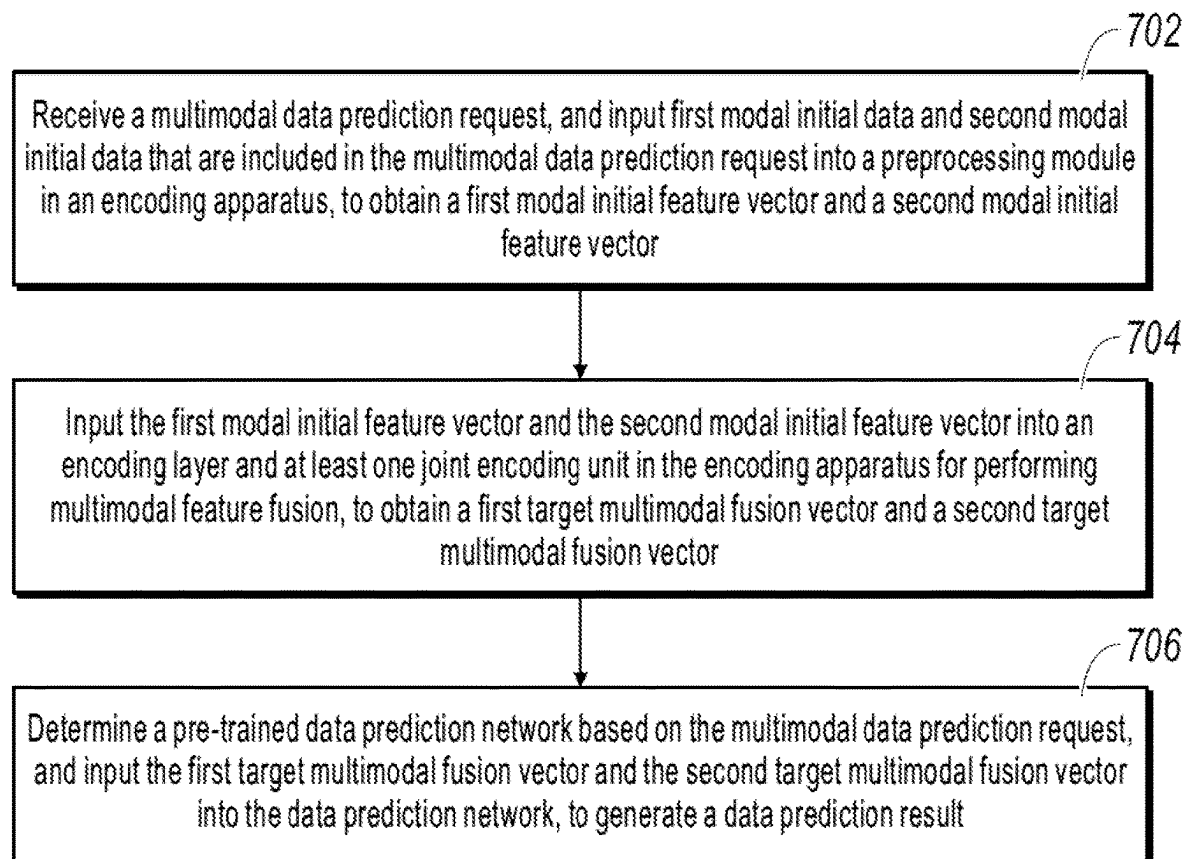 702
Receive a multimodal data prediction request, and input first modal initial data and second modal
initial data that are included in the multimodal data prediction request into a preprocessing module
in an encoding apparatus, to obtain a first modal initial feature vector and a second modal initial
feature vector
704
Input the first modal initial feature vector and the second modal initial feature vector into an
encoding layer and at least one joint encoding unit in the encoding apparatus for performing
multimodal feature fusion, to obtain a first target multimodal fusion vector and a second target
multimodal fusion vector
706
Determine a pre-trained data prediction network based on the multimodal data prediction request,
and input the first target multimodal fusion vector and the second target multimodal fusion vector
into the data prediction network, to generate a data prediction result